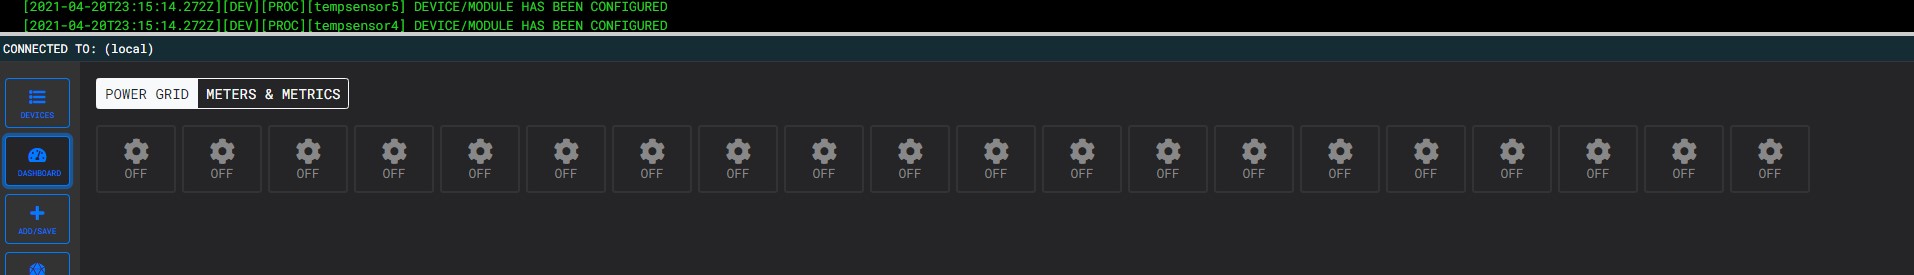 [2021-04-20T23:15:14.272Z][DEV][PROC][tempsensor5] DEVICE/MODULE HAS BEEN CONFIGURED
[2021-04-20T23:15:14.272Z][DEV][PROC][tempsensor4] DEVICE/MODULE HAS BEEN CONFIGURED
CONNECTED TO: (local)
DEVICES
DASHBOARD
ADD/SAVE
POWER GRID METERS & METRICS
OFF OFF OFF OFF OFF OFF OFF OFF OFF OFF OFF OFF OFF OFF OFF OFF OFF OFF OFF OFF